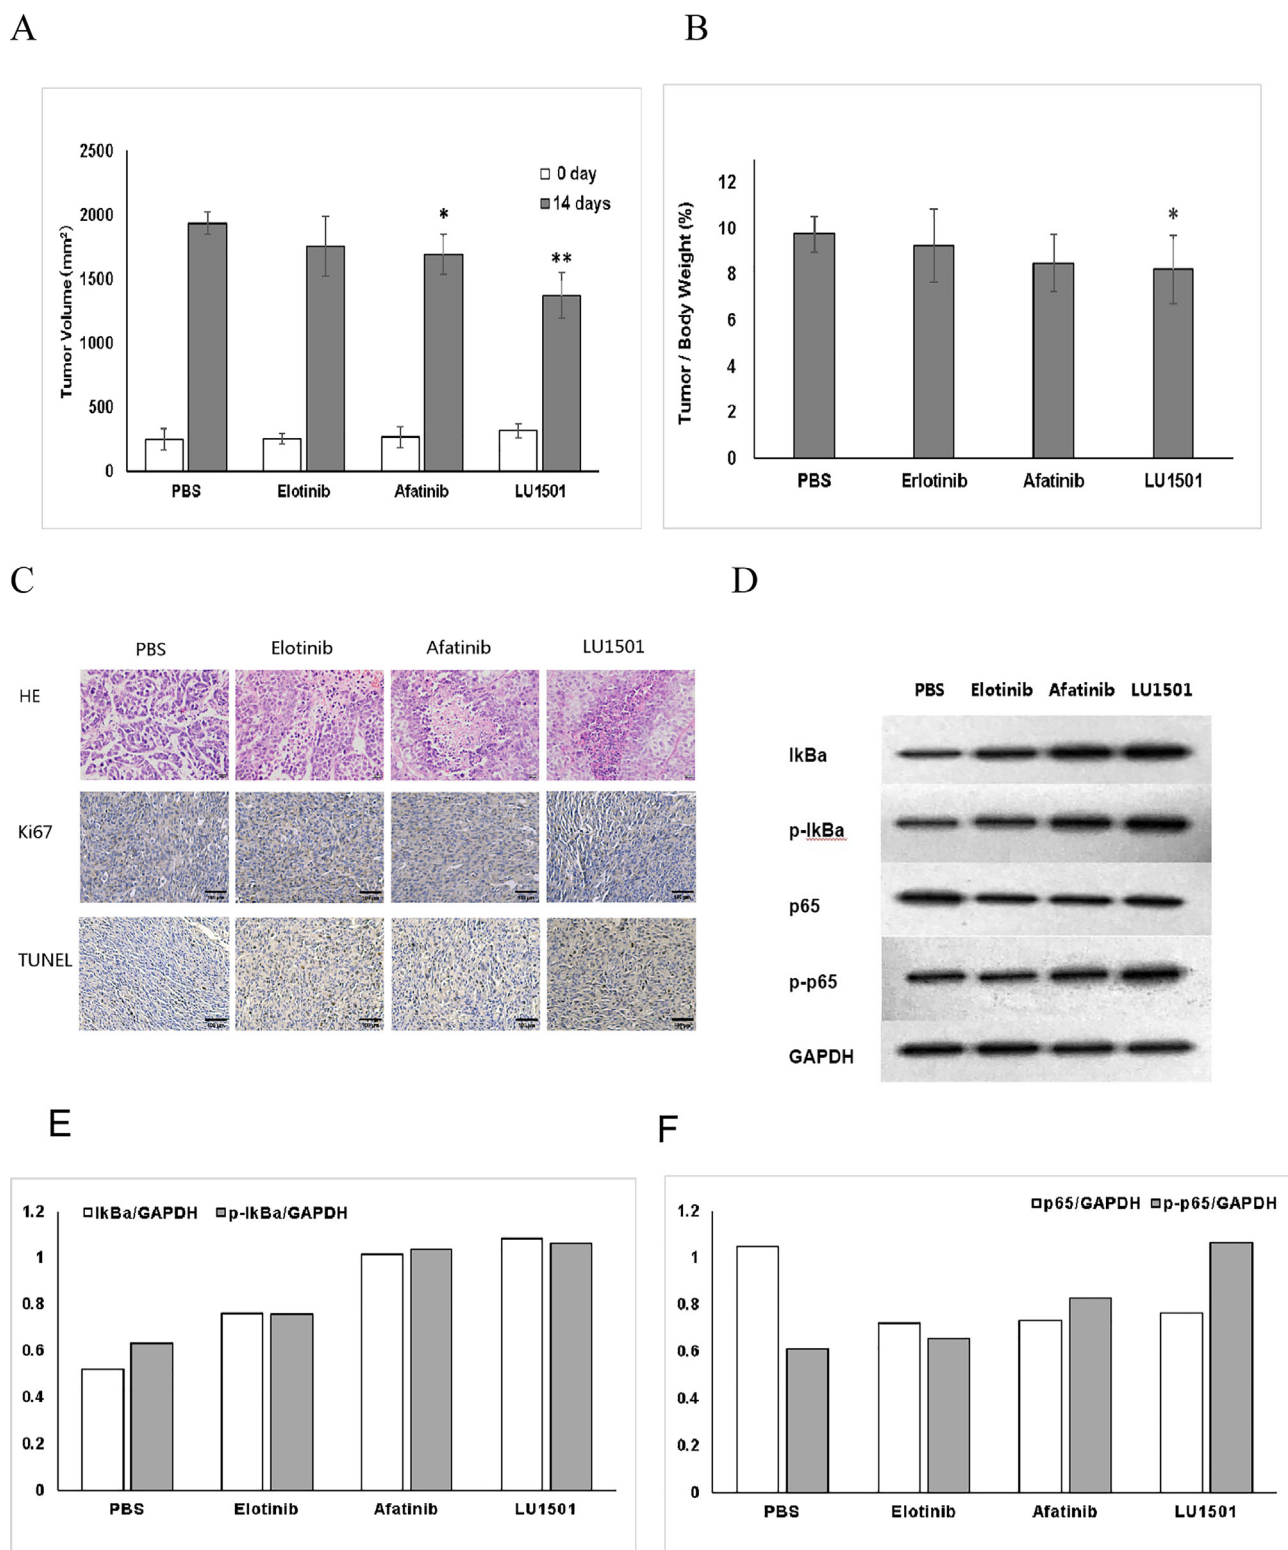 A
B
2500
2000
1500
1000
500
0
Tumor Volume (mm²)
0 day
14 days
*
**
PBS
Elotinib
Afatinib
LU1501
12
10
8
6
4
2
0
Tumor / Body Weight (%)
*
PBS
Erlotinib
Afatinib
LU1501
C
D
PBS
Elotinib
Afatinib
LU1501
HE
Ki67
TUNEL
PBS Elotinib Afatinib LU1501
IkBa
p-IkBa
p65
p-p65
GAPDH
E
F
IkBa/GAPDH p-IkBa/GAPDH
1.2
1
0.8
0.6
0.4
0.2
0
PBS
Elotinib
Afatinib
LU1501
p65/GAPDH p-p65/GAPDH
1.2
1
0.8
0.6
0.4
0.2
0
PBS
Elotinib
Afatinib
LU1501